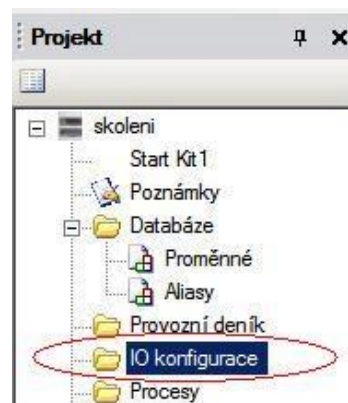 Projekt
skoleni
Start Kit1
Poznámky
Databáze
Proměnné
Aliasy
Provozní deník
IO konfigurace
Procesy